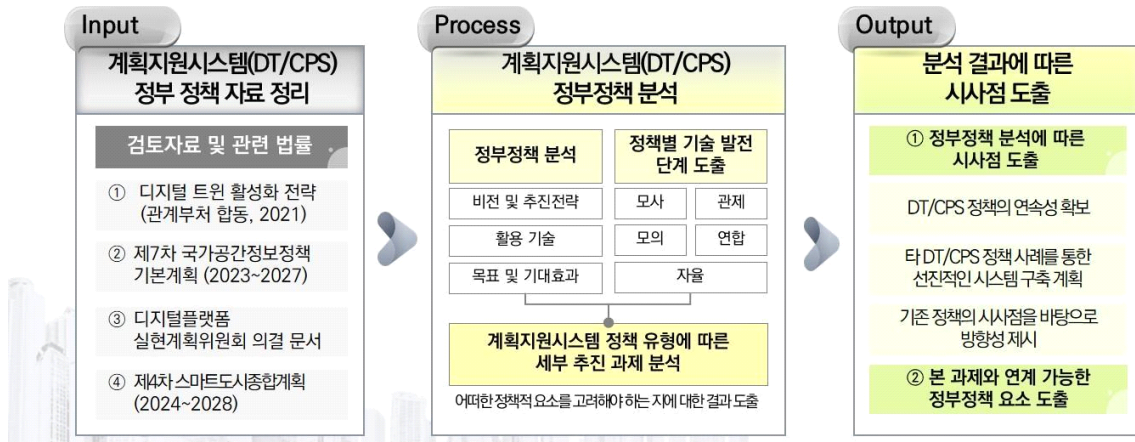 Input
계획지원시스템(DT/CPS)
정부 정책 자료 정리
검토자료 및 관련 법률
① 디지털 트윈 활성화 전략
(관계부처 합동, 2021)
② 제7차 국가공간정보정책
기본계획 (2023~2027)
③ 디지털플랫폼
실현계획위원회 의결 문서
④ 제4차 스마트도시종합계획
(2024~2028)
Process
계획지원시스템(DT/CPS)
정부정책 분석
정부정책 분석
비전 및 추진전략
활용 기술
목표 및 기대효과
정책별 기술 발전
단계 도출
모사
관제
모의
연합
자율
계획지원시스템 정책 유형에 따른
세부 추진 과제 분석
어떠한 정책적 요소를 고려해야 하는 지에 대한 결과 도출
Output
분석 결과에 따른
시사점 도출
① 정부정책 분석에 따른
시사점 도출
DT/CPS 정책의 연속성 확보
타 DT/CPS 정책 사례를 통한
선진적인 시스템 구축 계획
기존 정책의 시사점을 바탕으로
방향성 제시
② 본 과제와 연계 가능한
정부정책 요소 도출